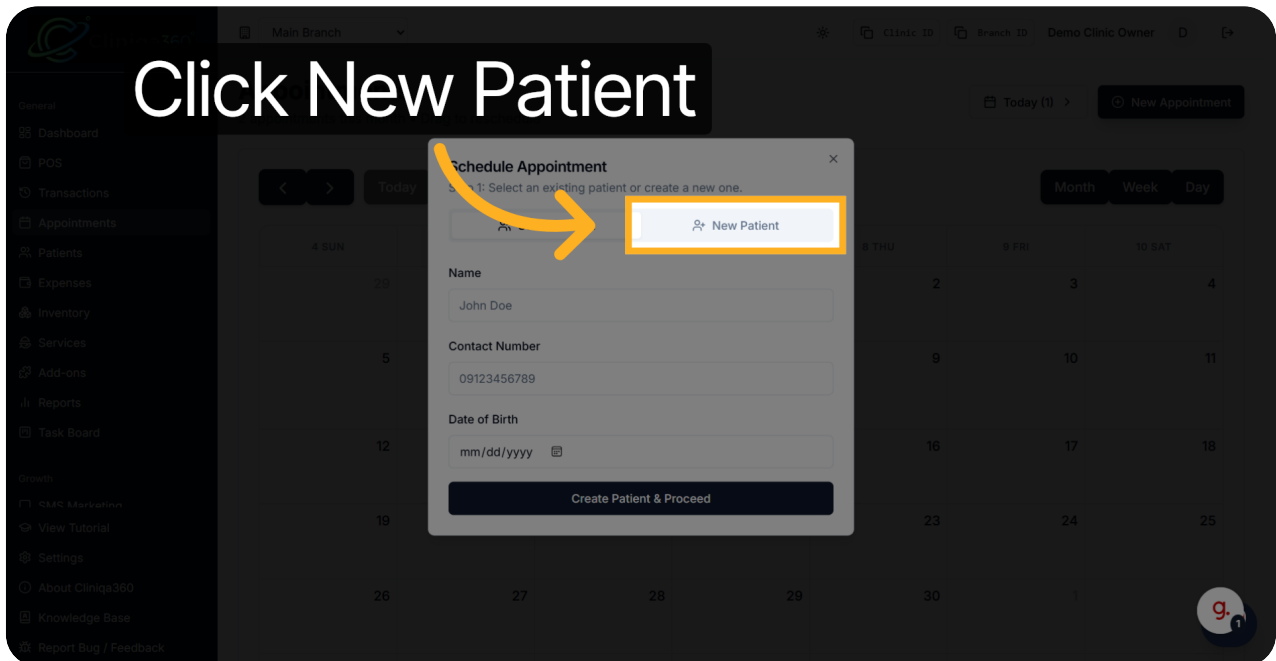 Cliniqa360
Main Branch
Clinic ID
Branch ID
Demo Clinic Owner
D
Click New Patient
General
Dashboard
POS
Transactions
Appointments
Patients
Expenses
Inventory
Services
Add-ons
Reports
Task Board
Growth
SMS Marketing
View Tutorial
Settings
About Cliniqa360
Knowledge Base
Report Bug / Feedback
Today (1)
New Appointment
Today
Month
Week
Day
4 SUN
8 THU
9 FRI
10 SAT
29
2
3
4
5
9
10
11
12
16
17
18
19
23
24
25
26
27
28
29
30
1
Schedule Appointment
Step 1: Select an existing patient or create a new one.
New Patient
Name
John Doe
Contact Number
09123456789
Date of Birth
mm/dd/yyyy
Create Patient & Proceed
g.
1